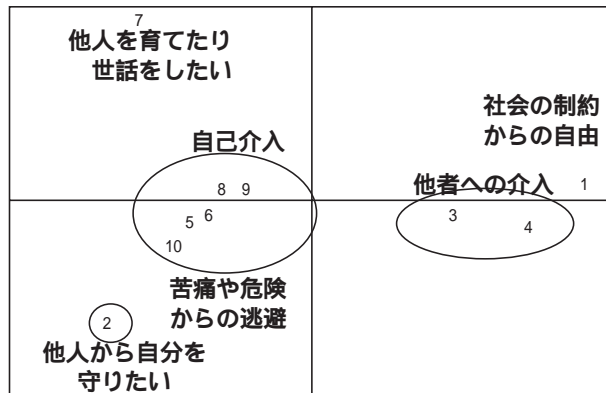 7
他人を育てたり
世話をしたい
社会の制約
からの自由
自己介入
他者への介入
1
8 9
5 6
3
4
10
苦痛や危険
からの逃避
2
他人から自分を
守りたい